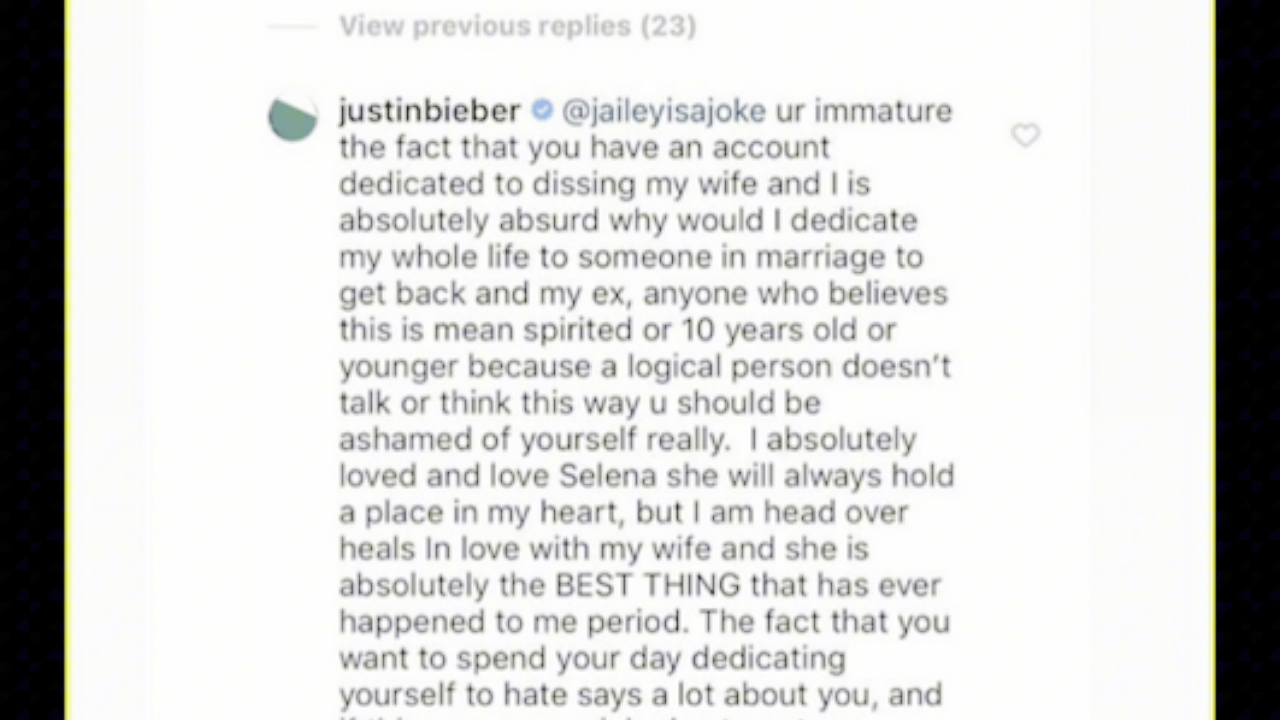 View previous replies (23)
justinbieber @jaileyisajoke ur immature
the fact that you have an account
dedicated to dissing my wife and I is
absolutely absurd why would I dedicate
my whole life to someone in marriage to
get back and my ex, anyone who believes
this is mean spirited or 10 years old or
younger because a logical person doesn’t
talk or think this way u should be
ashamed of yourself really.  I absolutely
loved and love Selena she will always hold
a place in my heart, but I am head over
heals In love with my wife and she is
absolutely the BEST THING that has ever
happened to me period. The fact that you
want to spend your day dedicating
yourself to hate says a lot about you, and